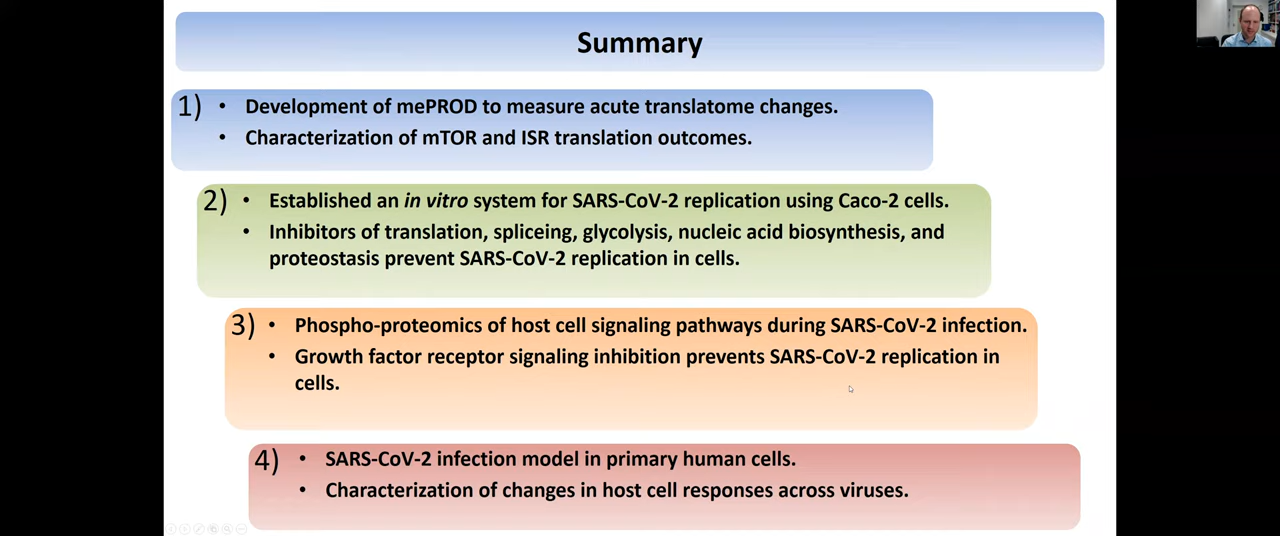 Summary
1) • Development of mePROD to measure acute translatome changes.
• Characterization of mTOR and ISR translation outcomes.
2) • Established an in vitro system for SARS-CoV-2 replication using Caco-2 cells.
• Inhibitors of translation, spliceing, glycolysis, nucleic acid biosynthesis, and
proteostasis prevent SARS-CoV-2 replication in cells.
3) • Phospho-proteomics of host cell signaling pathways during SARS-CoV-2 infection.
• Growth factor receptor signaling inhibition prevents SARS-CoV-2 replication in
cells.
4) • SARS-CoV-2 infection model in primary human cells.
• Characterization of changes in host cell responses across viruses.